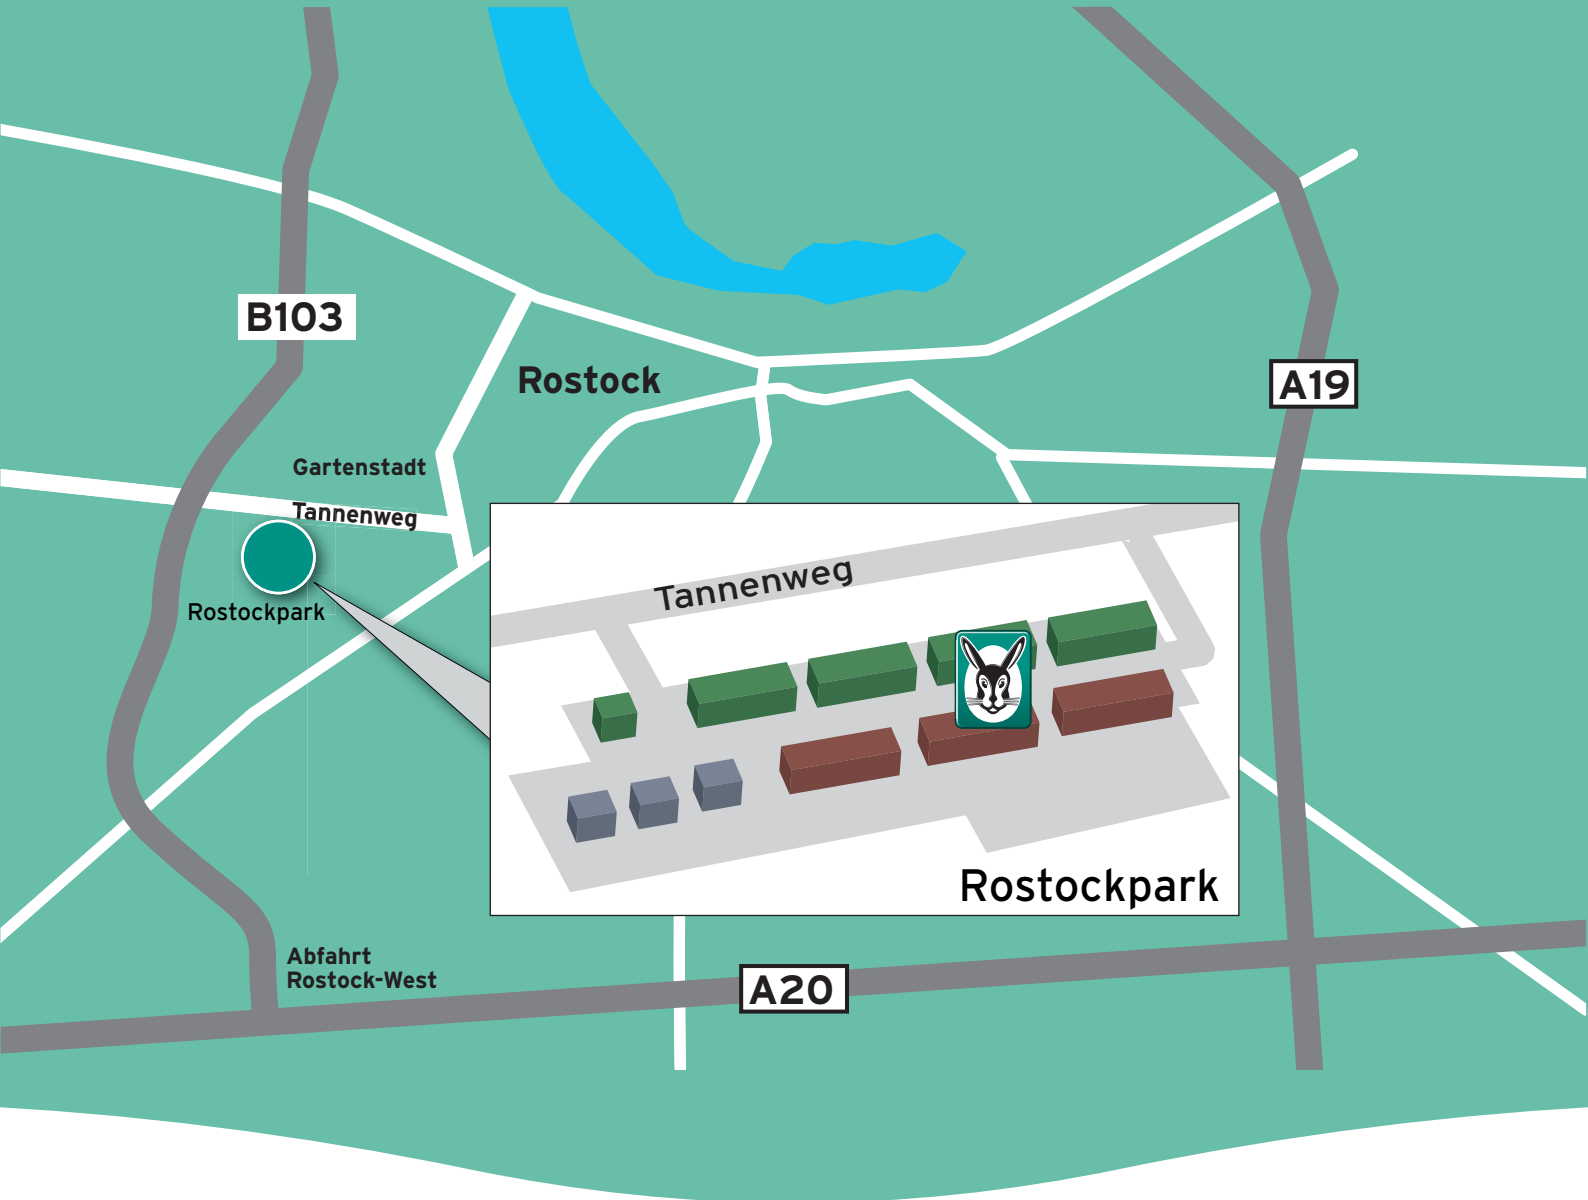 B103
A19
Rostock
Gartenstadt
Tannenweg
Rostockpark
Tannenweg
Rostockpark
Abfahrt
Rostock-West
A20